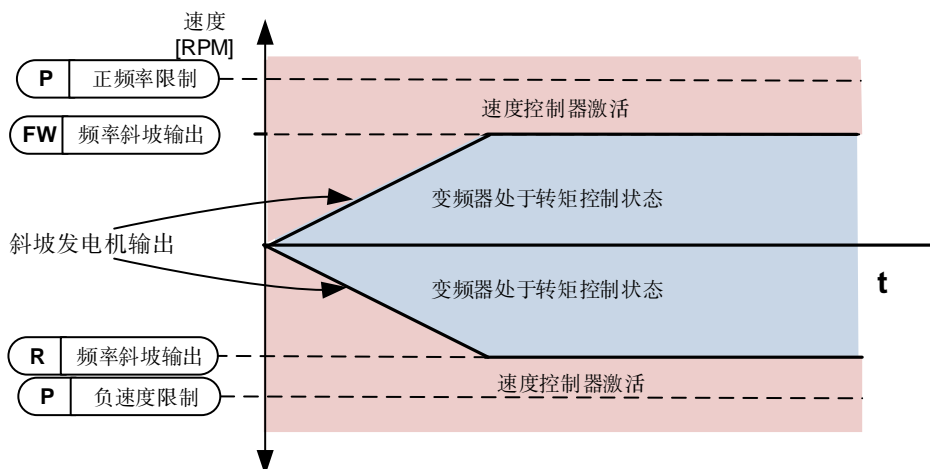 速度
[RPM]
P 正频率限制
速度控制器激活
FW 频率斜坡输出
变频器处于转矩控制状态
斜坡发电机输出
变频器处于转矩控制状态
t
R 频率斜坡输出
速度控制器激活
P 负速度限制